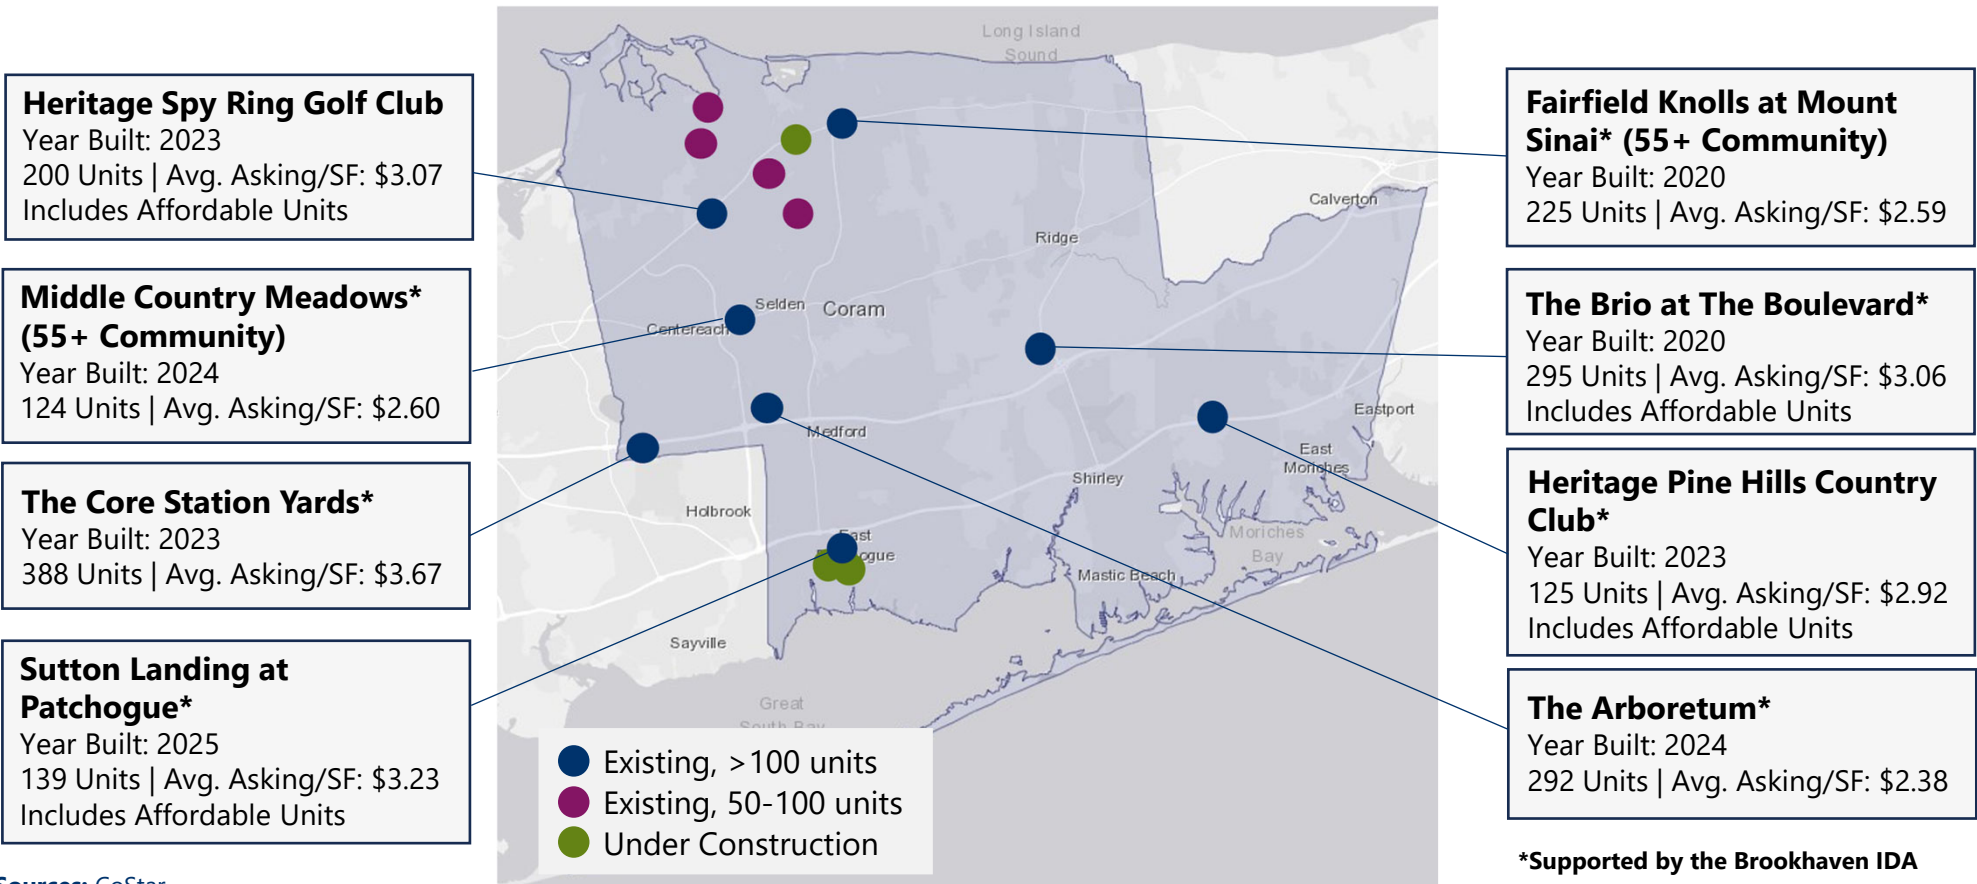 Heritage Spy Ring Golf Club
Year Built: 2023
200 Units | Avg. Asking/SF: $3.07
Includes Affordable Units
Middle Country Meadows*
(55+ Community)
Year Built: 2024
124 Units | Avg. Asking/SF: $2.60
The Core Station Yards*
Year Built: 2023
388 Units | Avg. Asking/SF: $3.67
Sutton Landing at
Patchogue*
Year Built: 2025
139 Units | Avg. Asking/SF: $3.23
Includes Affordable Units
Long Island
Sound
Calverton
Ridge
Selden
Coram
Centereach
Eastport
Medford
East
Moriches
Shirley
Holbrook
Moriches
Bay
East
ogue
Mastic Beach
Sayville
Great
South Bay
Existing, >100 units
Existing, 50-100 units
Under Construction
Fairfield Knolls at Mount
Sinai* (55+ Community)
Year Built: 2020
225 Units | Avg. Asking/SF: $2.59
The Brio at The Boulevard*
Year Built: 2020
295 Units | Avg. Asking/SF: $3.06
Includes Affordable Units
Heritage Pine Hills Country
Club*
Year Built: 2023
125 Units | Avg. Asking/SF: $2.92
Includes Affordable Units
The Arboretum*
Year Built: 2024
292 Units | Avg. Asking/SF: $2.38
*Supported by the Brookhaven IDA
Sources: CoStar